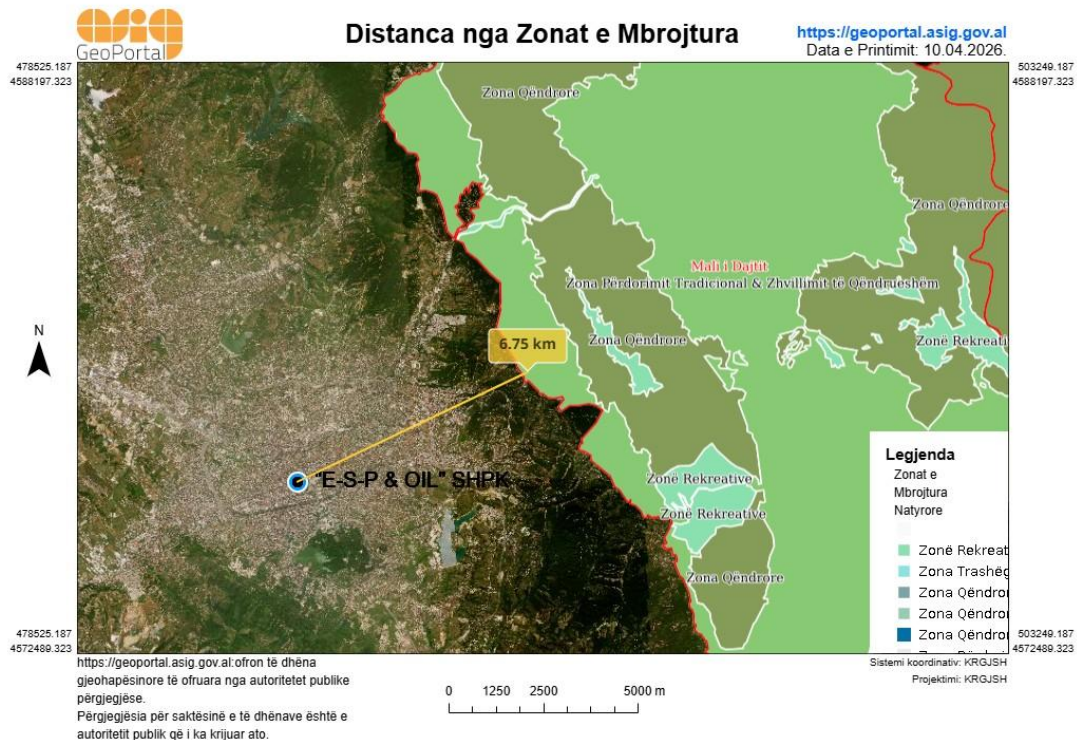 asig
GeoPortal
Distanca nga Zonat e Mbrojtura
https://geoportal.asig.gov.al
Data e Printimit: 10.04.2026.
478525.187
4588197.323
503249.187
4588197.323
Zona Qëndrore
Zona Qëndrore
Mali i Dajtit
Zona Përdorimit Tradicional & Zhvillimit të Qëndrueshëm
N
6.75 km
Zona Qëndrore
Zonë Rekreativ
"E-S-P & OIL" SHPK
Zonë Rekreative
Zonë Rekreative
Zona Qëndrore
Legjenda
Zonat e
Mbrojtura
Natyrore
Zonë Rekreat
Zona Trashëg
Zona Qëndror
Zona Qëndror
Zona Qëndror
478525.187
4572489.323
503249.187
4572489.323
https://geoportal.asig.gov.al:ofron të dhëna
gjeohapësinore të ofruara nga autoritetet publike
përgjegjëse.
Përgjegjësia për saktësinë e të dhënave është e
autoritetit publik që i ka krijuar ato.
0 1250 2500 5000 m
Sistemi koordinativ: KRGJSH
Projektimi: KRGJSH